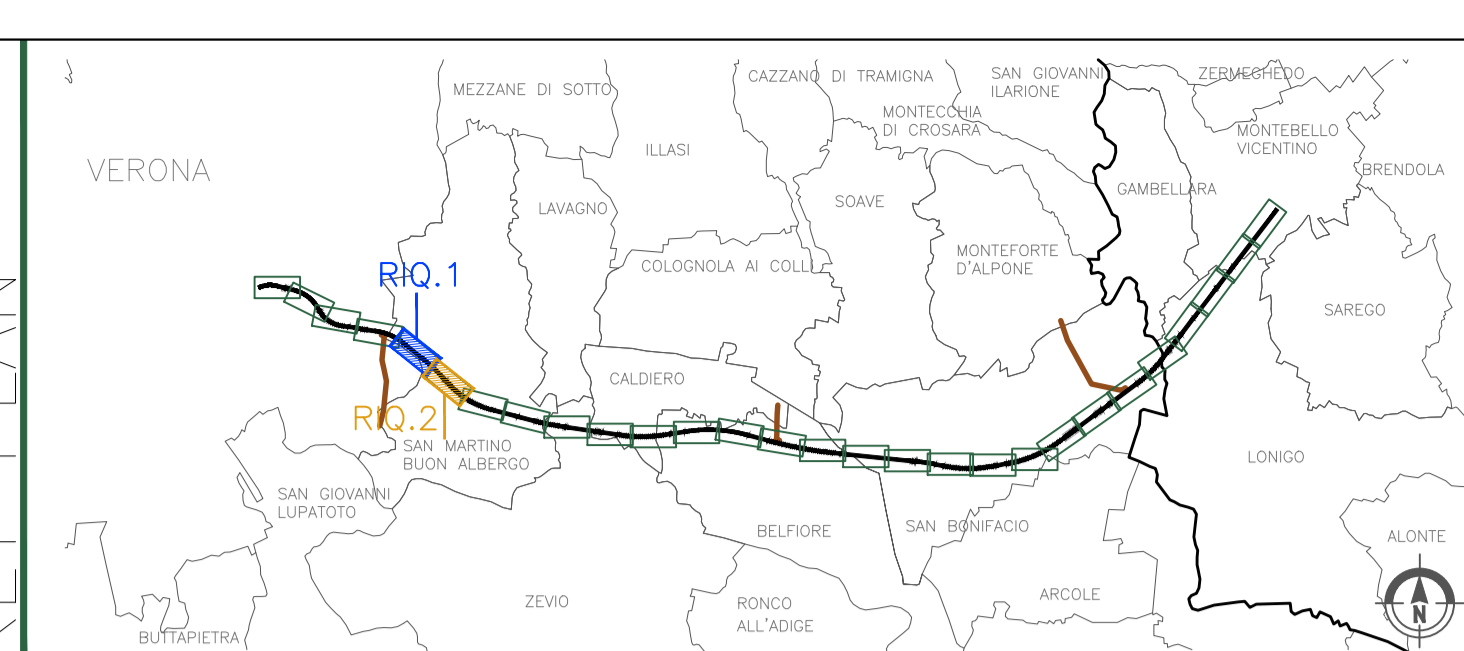 MEZZANE DI SOTTO
CAZZANO DI TRAMIGNA
SAN GIOVANNI
ILARIONE
ZERMEGHEDO
MONTECCHIA
DI CROSARA
MONTEBELLO
VICENTINO
VERONA
ILLASI
BRENDOLA
LAVAGNO
SOAVE
GAMBELLARA
MONTEFORTE
D'ALPONE
COLOGNOLA AI COLLI
RIQ.1
SAREGO
CALDIERO
RIQ.2
SAN MARTINO
BUON ALBERGO
LONIGO
SAN GIOVANNI
LUPATOTO
BELFIORE
SAN BONIFACIO
ALONTE
ZEVIO
RONCO
ALL'ADIGE
ARCOLE
N
BUTTAPIETRA